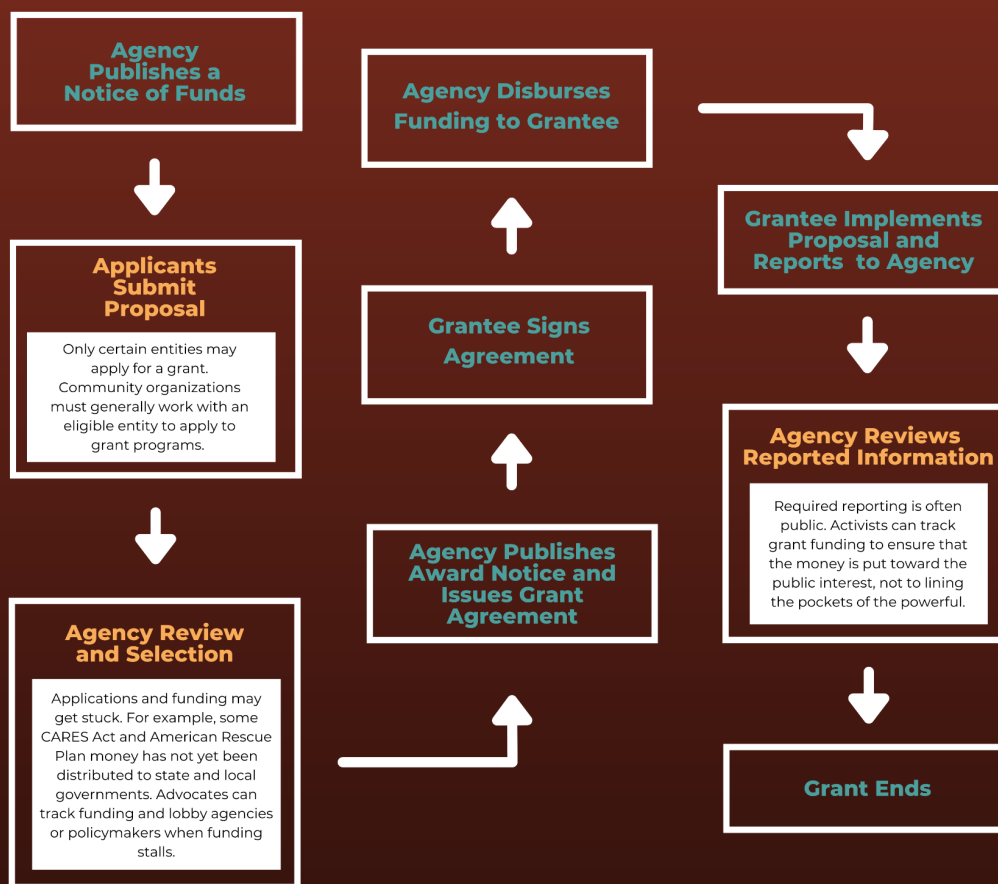 Agency
Publishes a
Notice of Funds
Applicants
Submit
Proposal
Only certain entities may
apply for a grant.
Community organizations
must generally work with an
eligible entity to apply to
grant programs.
Agency Review
and Selection
Applications and funding may
get stuck. For example, some
CARES Act and American Rescue
Plan money has not yet been
distributed to state and local
governments. Advocates can
track funding and lobby agencies
or policymakers when funding
stalls.
Agency Publishes
Award Notice and
Issues Grant
Agreement
Grantee Signs
Agreement
Agency Disburses
Funding to Grantee
Grantee Implements
Proposal and
Reports to Agency
Agency Reviews
Reported Information
Required reporting is often
public. Activists can track
grant funding to ensure that
the money is put toward the
public interest, not to lining
the pockets of the powerful.
Grant Ends